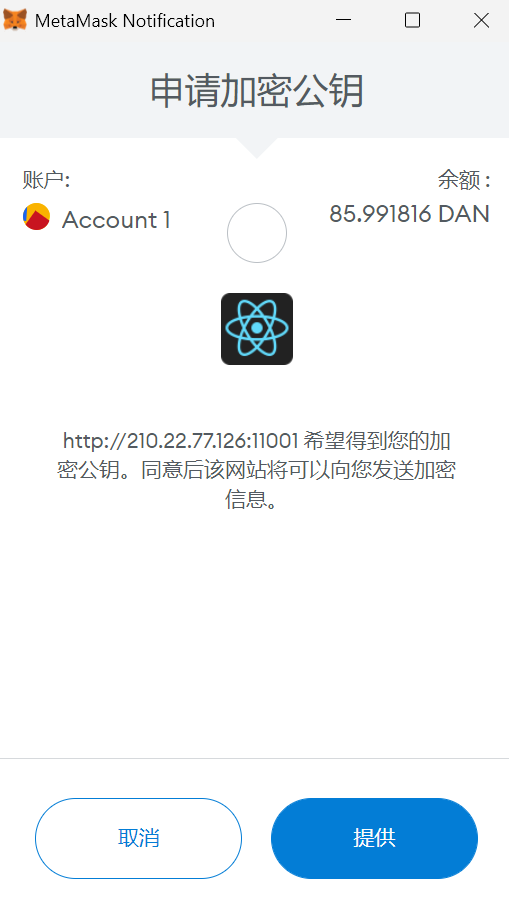 MetaMask Notification
申请加密公钥
账户:
余额 :
Account 1
85.991816 DAN
http://210.22.77.126:11001 希望得到您的加
密公钥。同意后该网站将可以向您发送加密
信息。
取消
提供